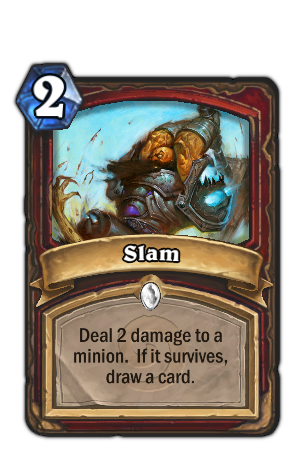 2
Slam
Deal 2 damage to a
minion. If it survives,
draw a card.